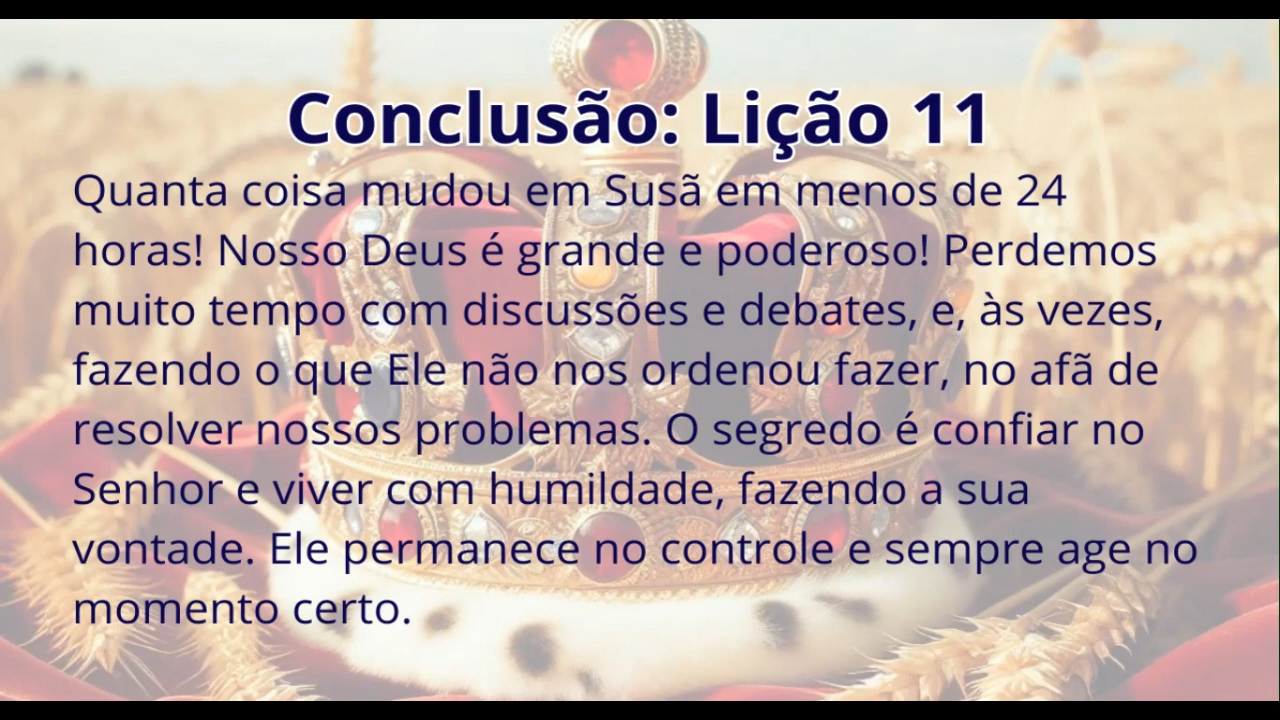 Conclusão: Lição 11
Quanta coisa mudou em Susã em menos de 24
horas! Nosso Deus é grande e poderoso! Perdemos
muito tempo com discussões e debates, e, às vezes,
fazendo o que Ele não nos ordenou fazer, no afã de
resolver nossos problemas. O segredo é confiar no
Senhor e viver com humildade, fazendo a sua
vontade. Ele permanece no controle e sempre age no
momento certo.